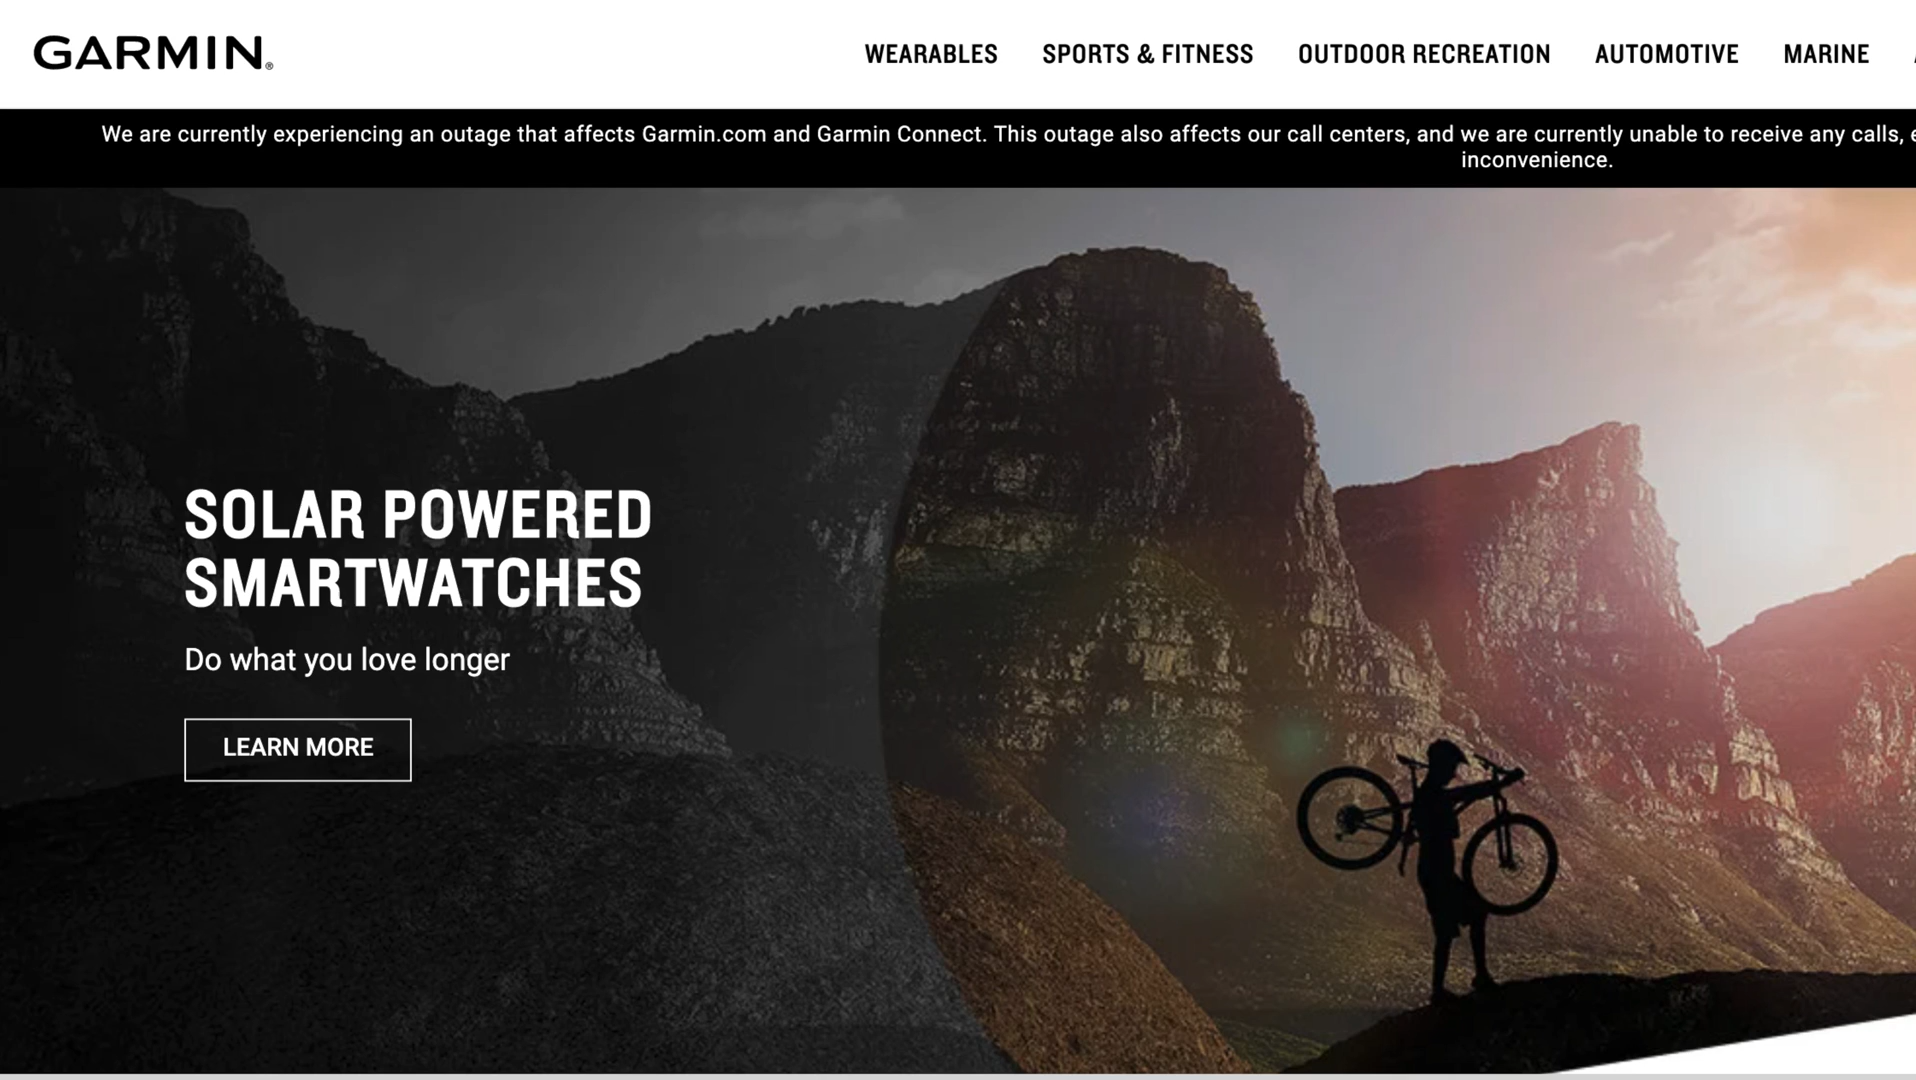 GARMIN®
WEARABLES SPORTS & FITNESS OUTDOOR RECREATION AUTOMOTIVE MARINE
We are currently experiencing an outage that affects Garmin.com and Garmin Connect. This outage also affects our call centers, and we are currently unable to receive any calls,
inconvenience.
SOLAR POWERED
SMARTWATCHES
Do what you love longer
LEARN MORE